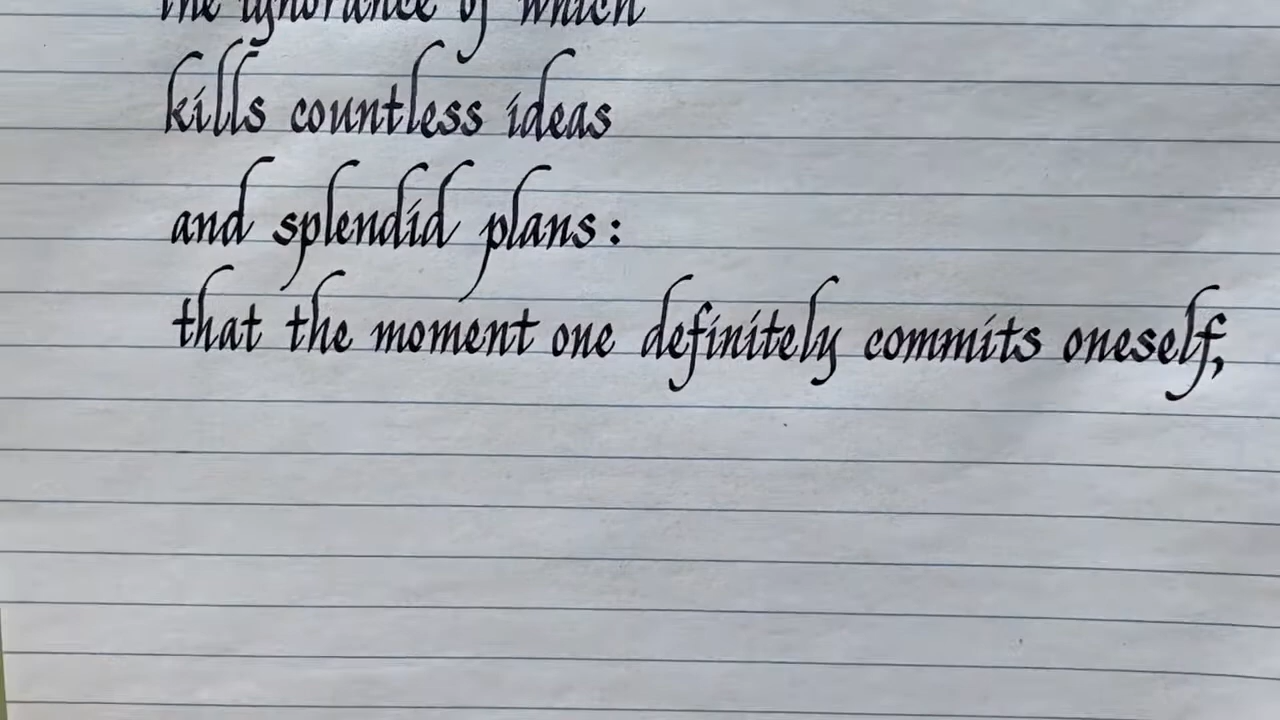 the ignorance of which
kills countless ideas
and splendid plans:
that the moment one definitely commits oneself,